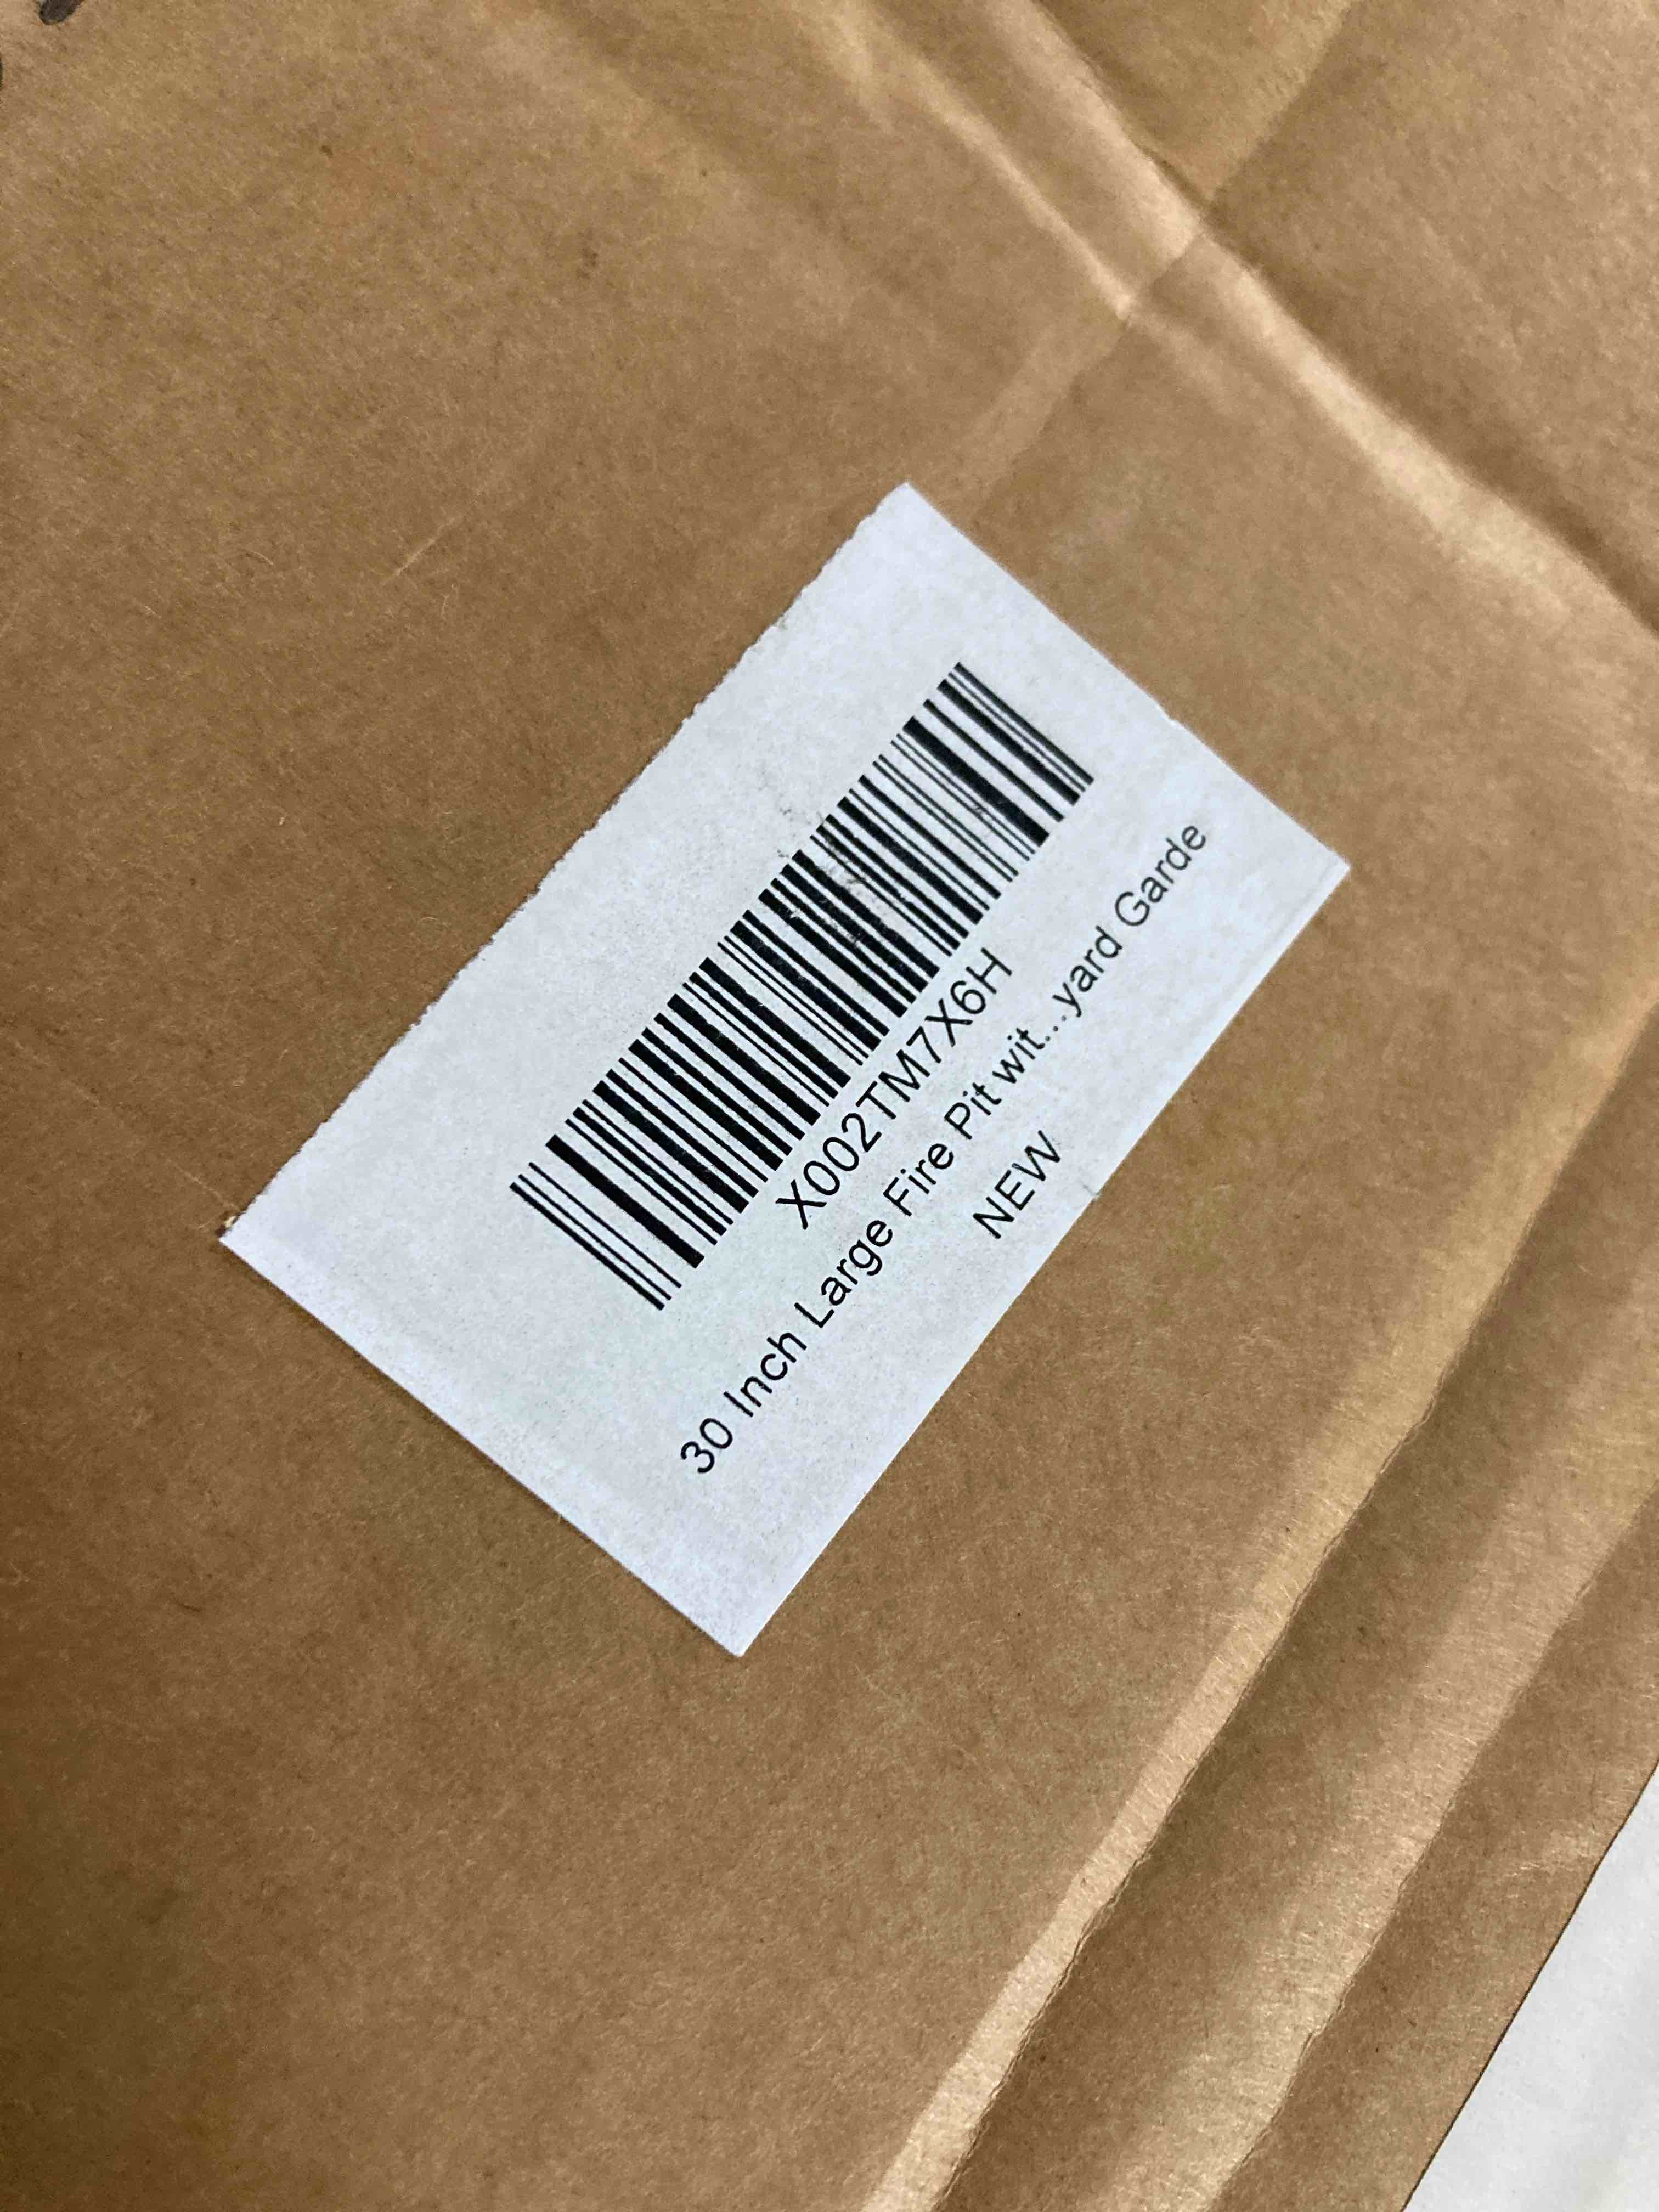 X002TM7X6H
30 Inch Large Fire Pit wit...yard Garde
NEW